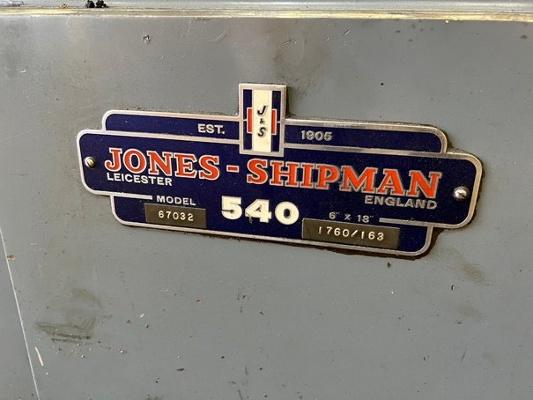 J & S
EST. 1905
JONES-SHIPMAN
LEICESTER ENGLAND
MODEL 540 6" x 18"
67032 1760/163